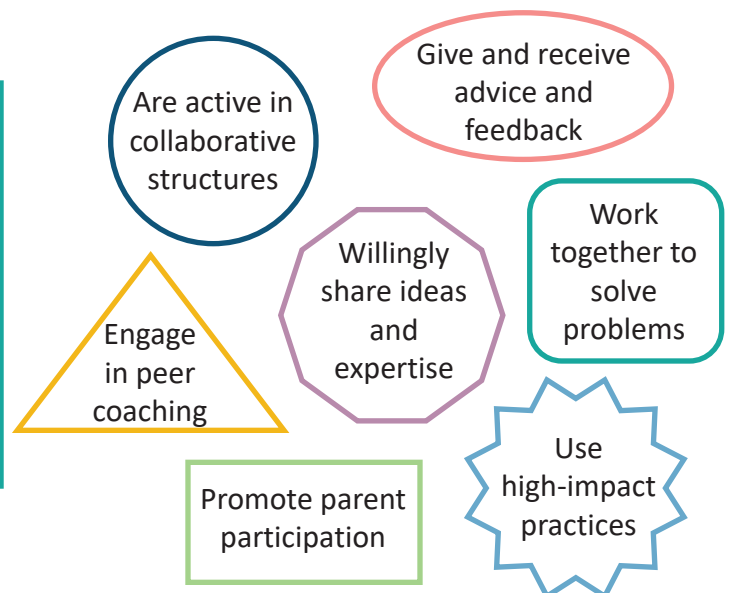 Are active in
collaborative
structures
Give and receive
advice and
feedback
Willingly
share ideas
and
expertise
Work
together to
solve
problems
Engage
in peer
coaching
Promote parent
participation
Use
high-impact
practices